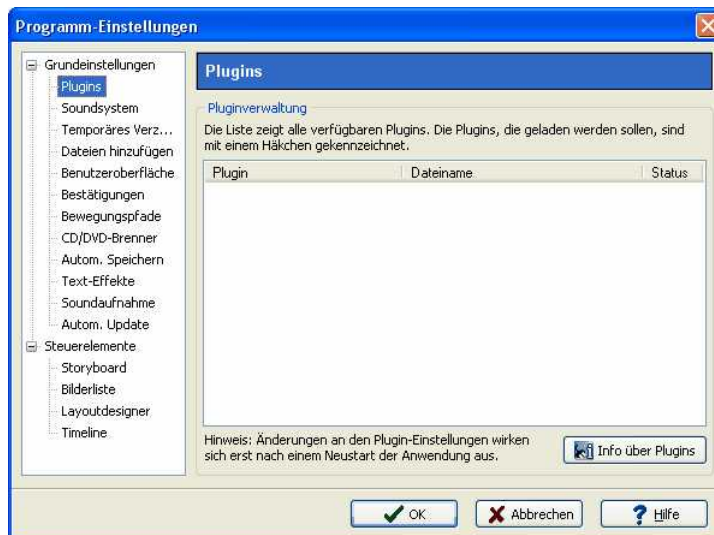 Programm-Einstellungen
Grundeinstellungen
Plugins
Soundsystem
Temporäres Verz...
Dateien hinzufügen
Benutzeroberfläche
Bestätigungen
Bewegungspfade
CD/DVD-Brenner
Autom. Speichern
Text-Effekte
Soundaufnahme
Autom. Update
Steuerelemente
Storyboard
Bilderliste
Layoutdesigner
Timeline
Plugins
Pluginverwaltung
Die Liste zeigt alle verfügbaren Plugins. Die Plugins, die geladen werden sollen, sind
mit einem Häkchen gekennzeichnet.
Plugin Dateiname Status
Hinweis: Änderungen an den Plugin-Einstellungen wirken
sich erst nach einem Neustart der Anwendung aus.
Info über Plugins
OK Abbrechen Hilfe